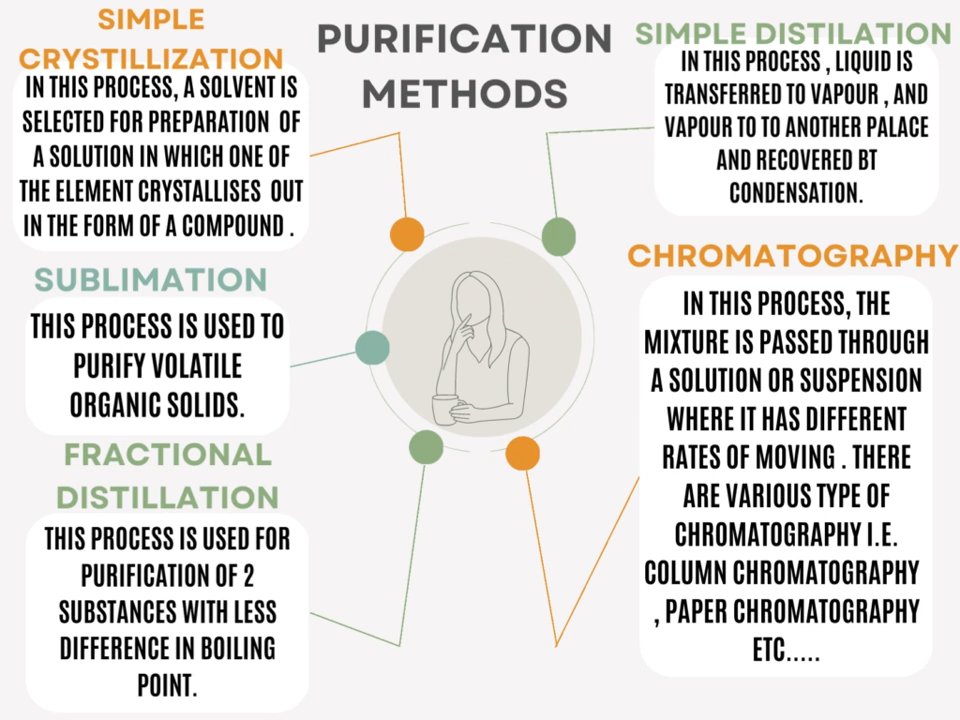 PURIFICATION
METHODS
SIMPLE
CRYSTILLIZATION
IN THIS PROCESS, A SOLVENT IS
SELECTED FOR PREPARATION OF
A SOLUTION IN WHICH ONE OF
THE ELEMENT CRYSTALLISES OUT
IN THE FORM OF A COMPOUND .
SUBLIMATION
THIS PROCESS IS USED TO
PURIFY VOLATILE
ORGANIC SOLIDS.
FRACTIONAL
DISTILLATION
THIS PROCESS IS USED FOR
PURIFICATION OF 2
SUBSTANCES WITH LESS
DIFFERENCE IN BOILING
POINT.
SIMPLE DISTILATION
IN THIS PROCESS , LIQUID IS
TRANSFERRED TO VAPOUR , AND
VAPOUR TO TO ANOTHER PALACE
AND RECOVERED BT
CONDENSATION.
CHROMATOGRAPHY
IN THIS PROCESS, THE
MIXTURE IS PASSED THROUGH
A SOLUTION OR SUSPENSION
WHERE IT HAS DIFFERENT
RATES OF MOVING . THERE
ARE VARIOUS TYPE OF
CHROMATOGRAPHY I.E.
COLUMN CHROMATOGRAPHY
, PAPER CHROMATOGRAPHY
ETC.....